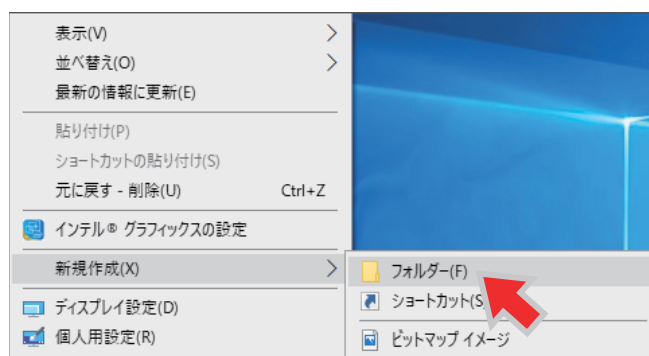 表示(V)
並べ替え(O)
最新の情報に更新(E)
貼り付け(P)
ショートカットの貼り付け(S)
元に戻す - 削除(U) Ctrl+Z
インテル® グラフィックスの設定
新規作成(X)
フォルダー(F)
ショートカット(S
ディスプレイ設定(D)
個人用設定(R)
ビットマップ イメージ